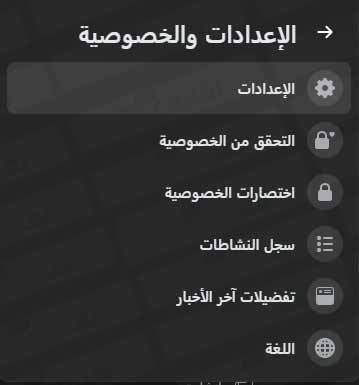 الإعدادات والخصوصية
الإعدادات
التحقق من الخصوصية
اختصارات الخصوصية
سجل النشاطات
تفضيلات آخر الأخبار
اللغة